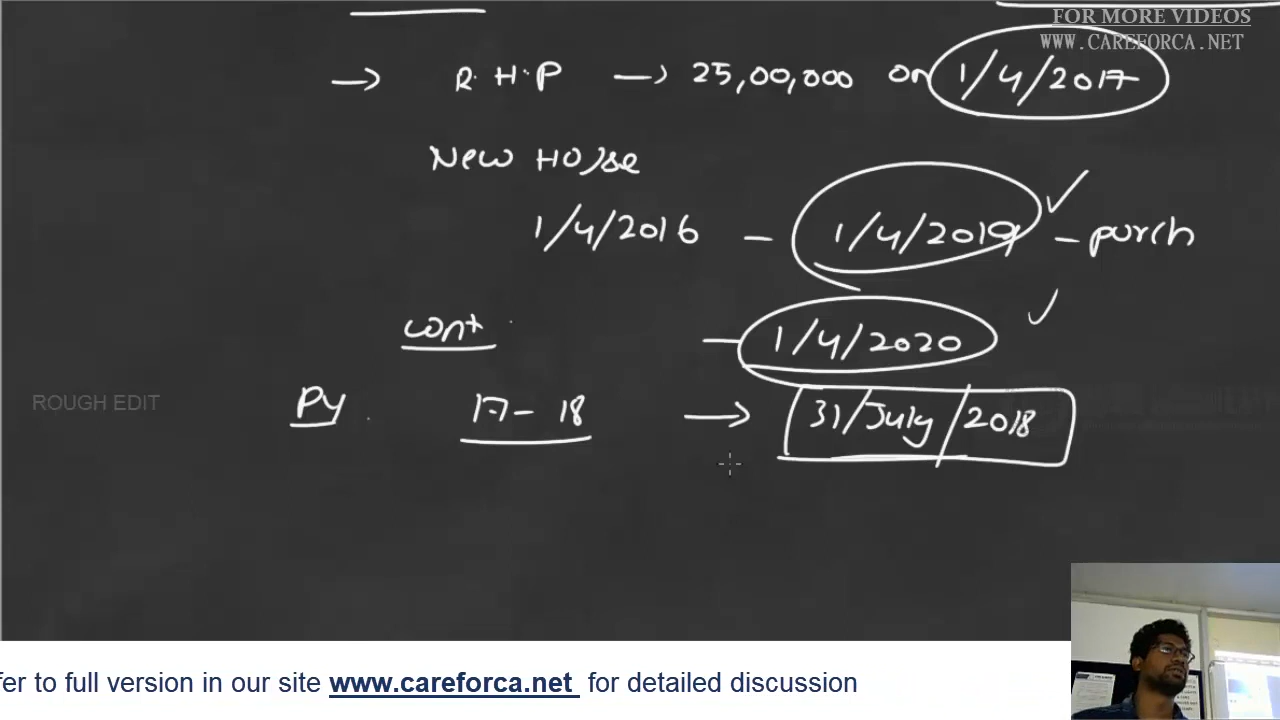 FOR MORE VIDEOS
WWW.CAREFORCA.NET
→ R.H.P → 25,00,000 on 1/4/2017
New House
1/4/2016 - 1/4/2019 - purch
cont - 1/4/2020
PY 17-18 → 31/July/2018
ROUGH EDIT
fer to full version in our site www.careforca.net for detailed discussion